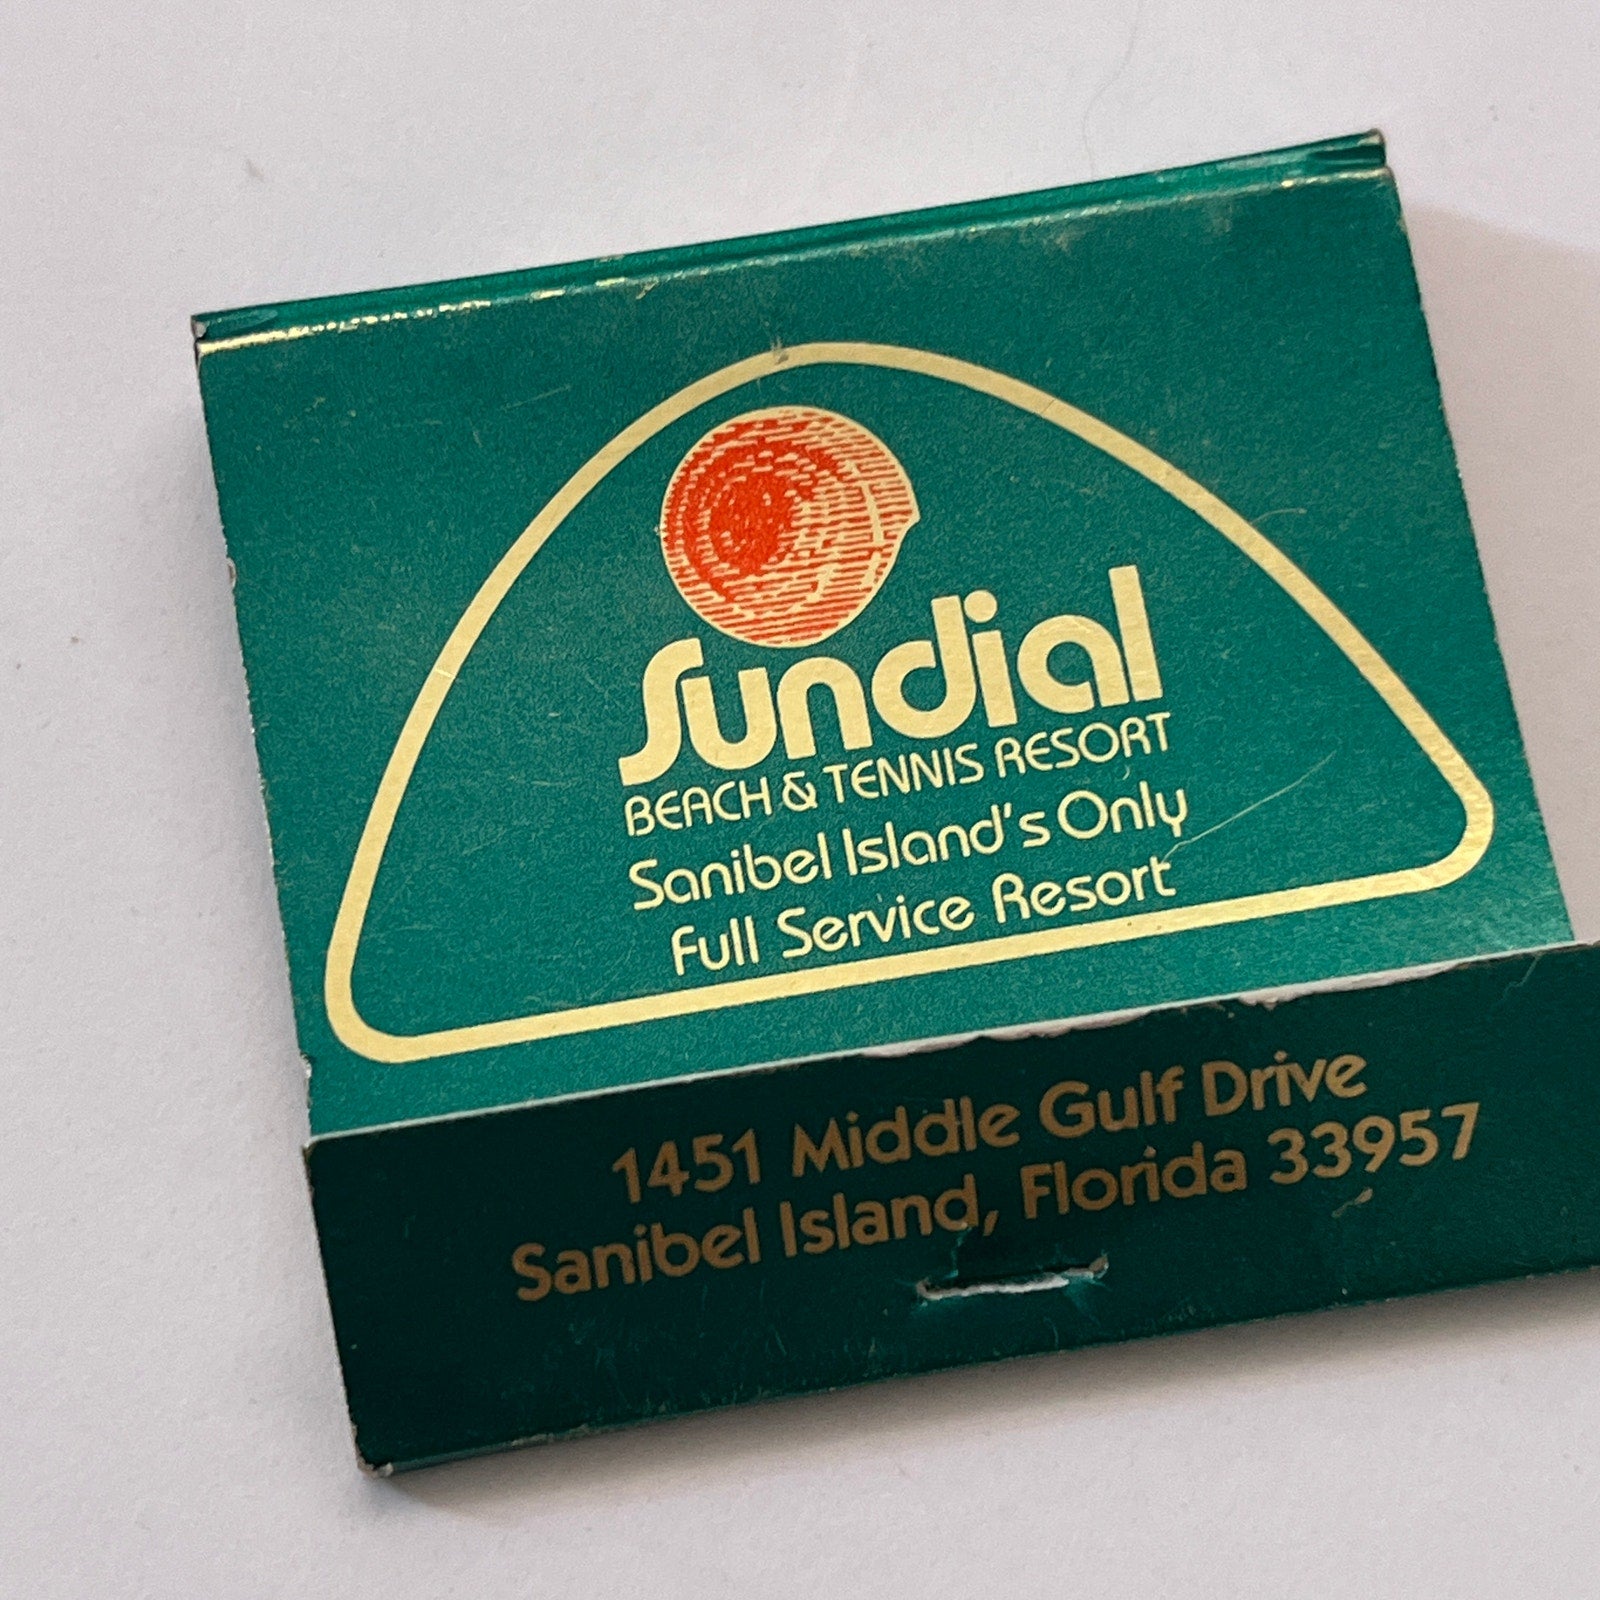 Sundial
BEACH & TENNIS RESORT
Sanibel Island's Only
Full Service Resort
1451 Middle Gulf Drive
Sanibel Island, Florida 33957